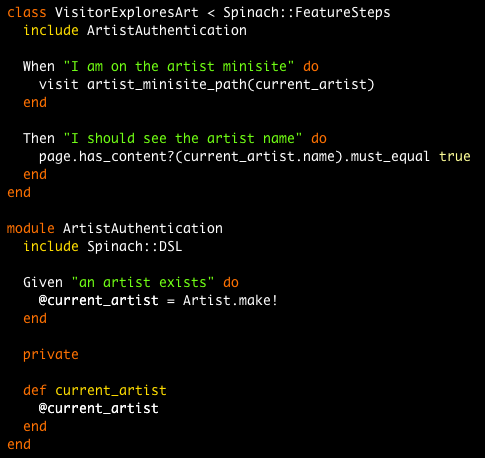 class VisitorExploresArt < Spinach::FeatureSteps
  include ArtistAuthentication

  When "I am on the artist minisite" do
    visit artist_minisite_path(current_artist)
  end

  Then "I should see the artist name" do
    page.has_content?(current_artist.name).must_equal true
  end
end

module ArtistAuthentication
  include Spinach::DSL

  Given "an artist exists" do
    @current_artist = Artist.make!
  end

  private

  def current_artist
    @current_artist
  end
end